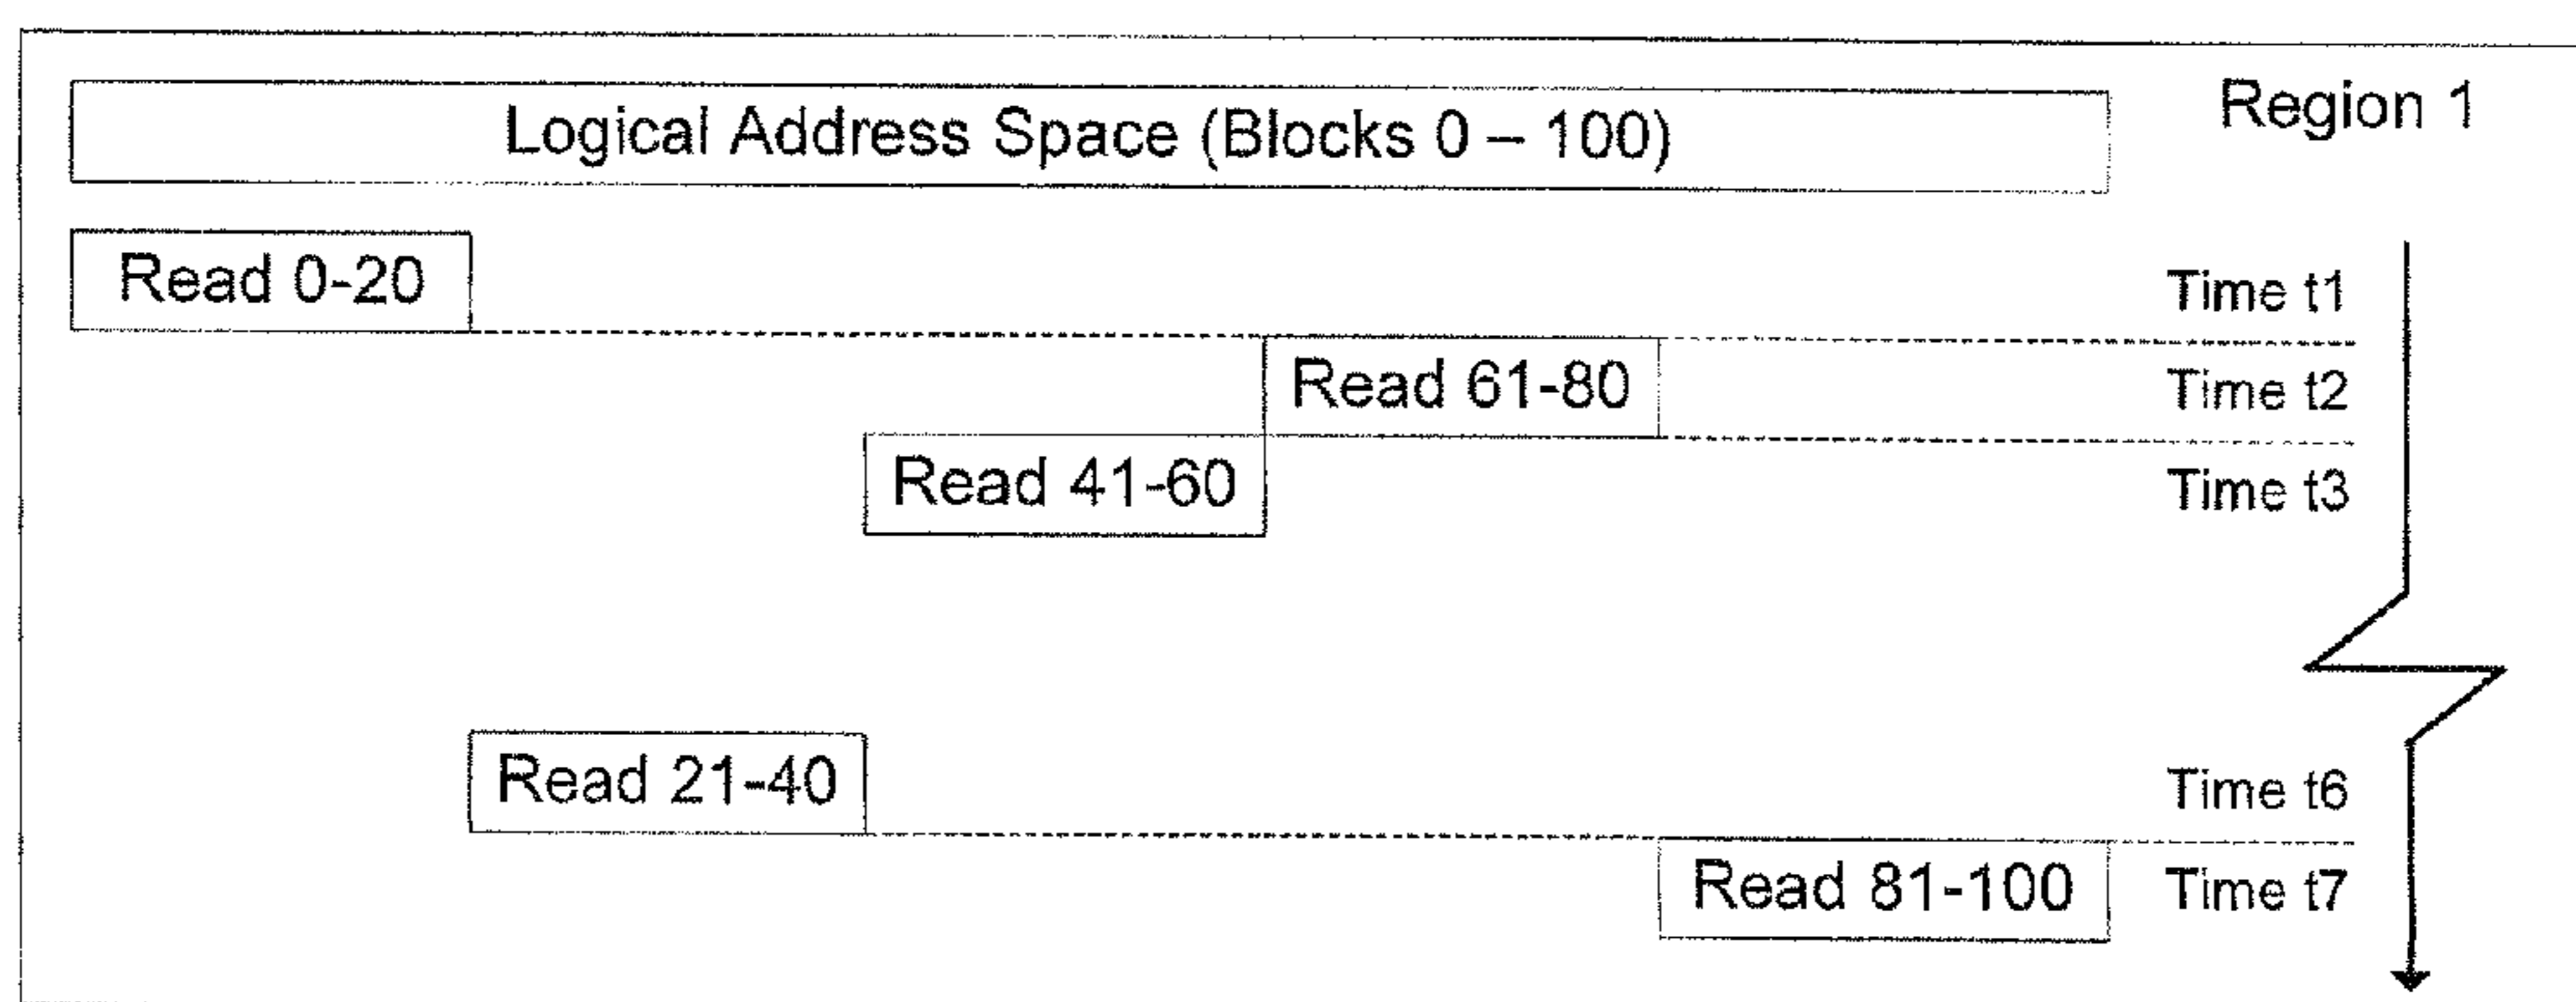 Logical Address Space (Blocks 0 – 100)
Region 1
Read 0-20
Time t1
Read 61-80
Time t2
Read 41-60
Time t3
Read 21-40
Time t6
Read 81-100
Time t7